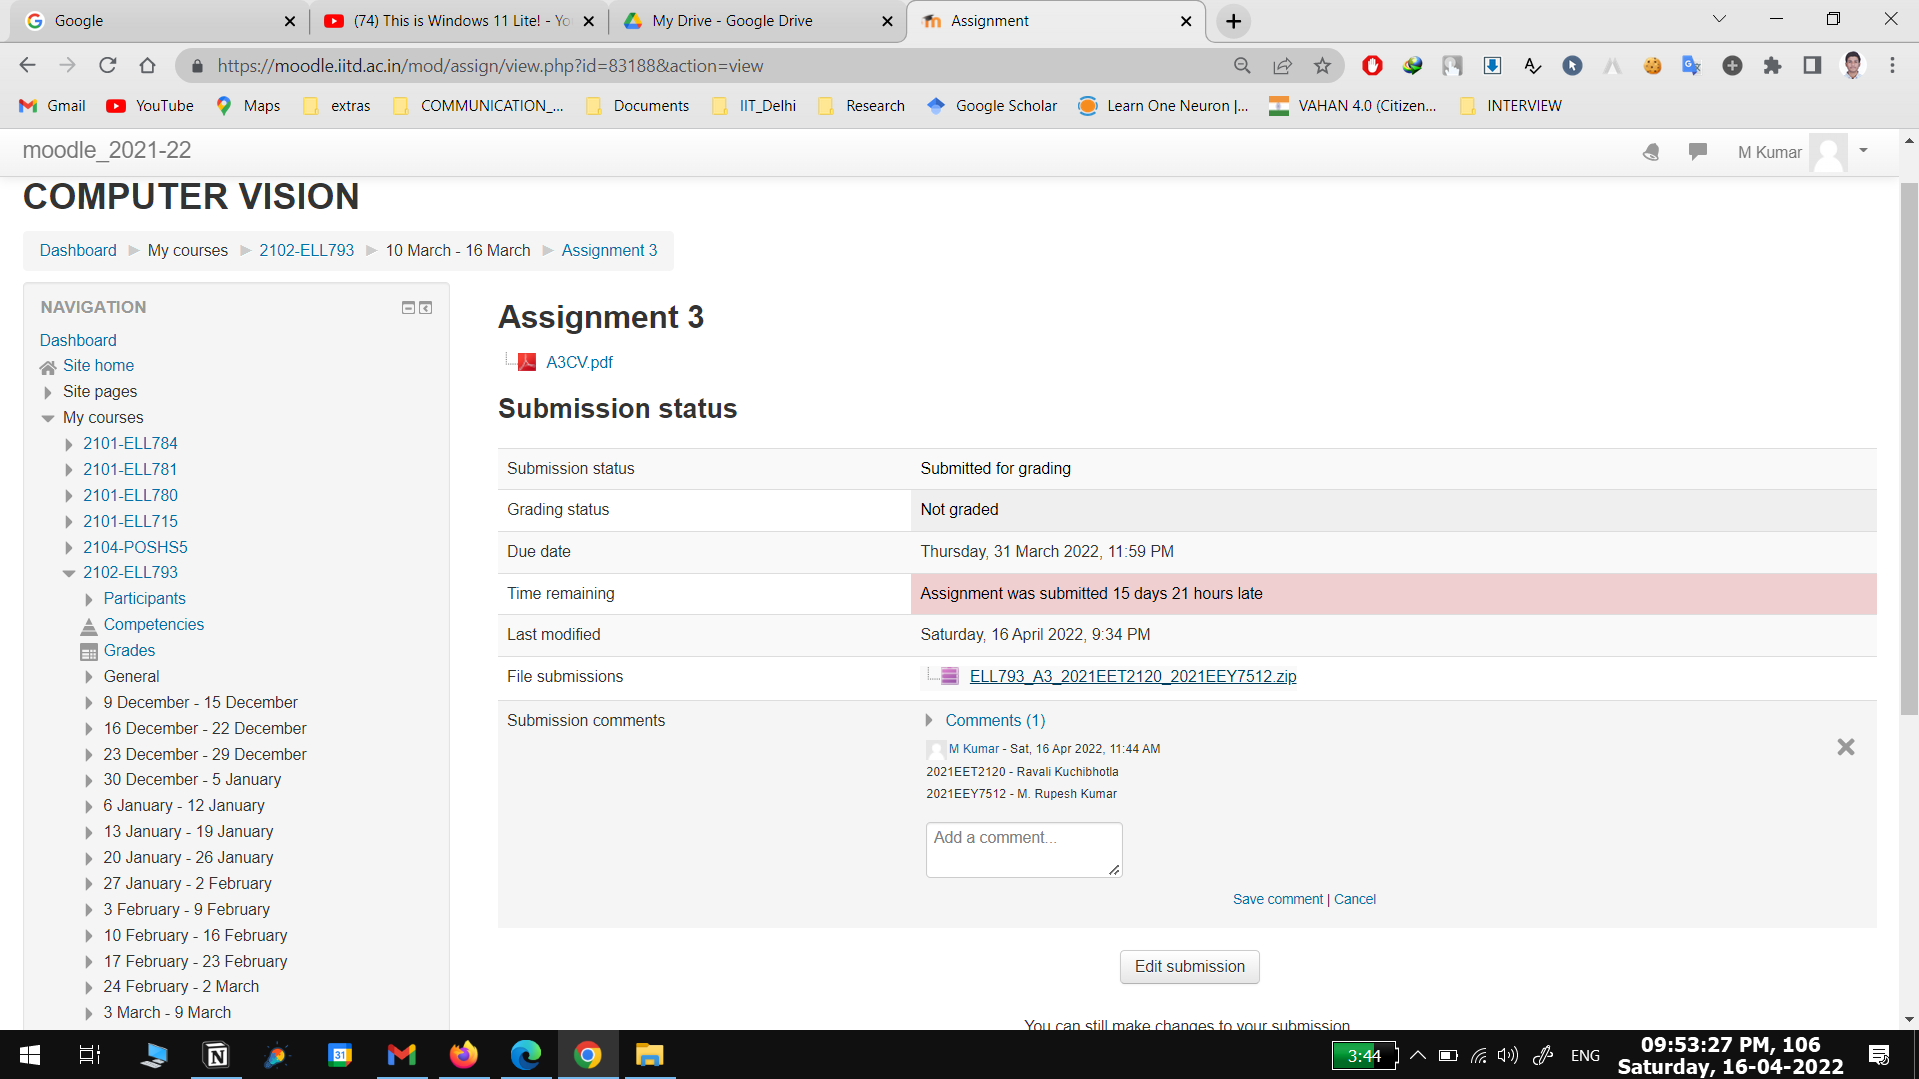 Google
(74) This is Windows 11 Lite! - Yo
My Drive - Google Drive
Assignment
https://moodle.iitd.ac.in/mod/assign/view.php?id=83188&action=view
Gmail
YouTube
Maps
extras
COMMUNICATION_...
Documents
IIT_Delhi
Research
Google Scholar
Learn One Neuron |...
VAHAN 4.0 (Citizen...
INTERVIEW
moodle_2021-22
M Kumar
COMPUTER VISION
Dashboard
My courses
2102-ELL793
10 March - 16 March
Assignment 3
NAVIGATION
Dashboard
Site home
Site pages
My courses
2101-ELL784
2101-ELL781
2101-ELL780
2101-ELL715
2104-POSHS5
2102-ELL793
Participants
Competencies
Grades
General
9 December - 15 December
16 December - 22 December
23 December - 29 December
30 December - 5 January
6 January - 12 January
13 January - 19 January
20 January - 26 January
27 January - 2 February
3 February - 9 February
10 February - 16 February
17 February - 23 February
24 February - 2 March
3 March - 9 March
Assignment 3
A3CV.pdf
Submission status
Submission status Submitted for grading
Grading status Not graded
Due date Thursday, 31 March 2022, 11:59 PM
Time remaining Assignment was submitted 15 days 21 hours late
Last modified Saturday, 16 April 2022, 9:34 PM
File submissions ELL793_A3_2021EET2120_2021EEY7512.zip
Submission comments Comments (1)
M Kumar - Sat, 16 Apr 2022, 11:44 AM
2021EET2120 - Ravali Kuchibhotla
2021EEY7512 - M. Rupesh Kumar
Add a comment...
Save comment | Cancel
Edit submission
You can still make changes to your submission
31
3:44
ENG
09:53:27 PM, 106
Saturday, 16-04-2022